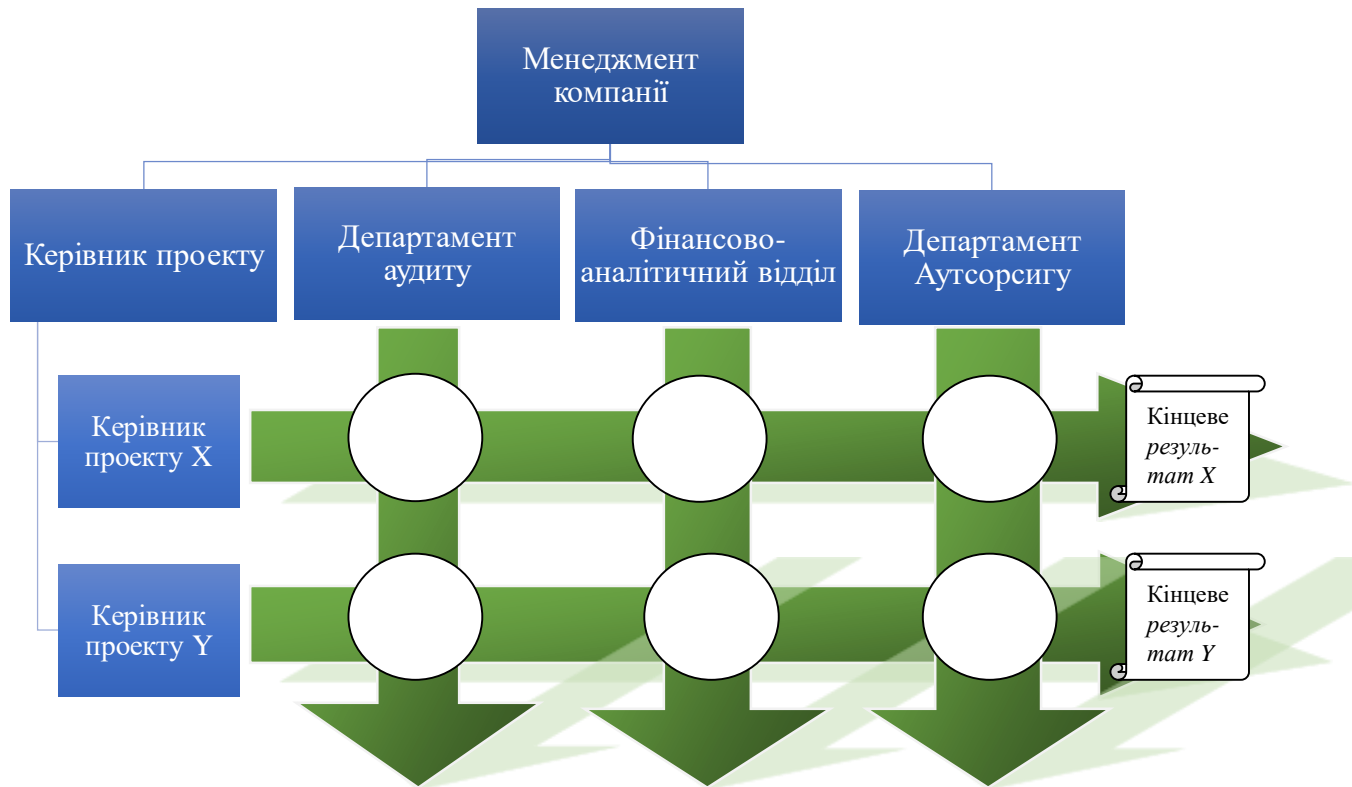 Менеджмент
компанії
Керівник проекту
Департамент
аудиту
Фінансово-
аналітичний відділ
Департамент
Аутсорсигу
Керівник
проекту X
Кінцеве
резуль-
тат X
Керівник
проекту Y
Кінцеве
резуль-
тат Y